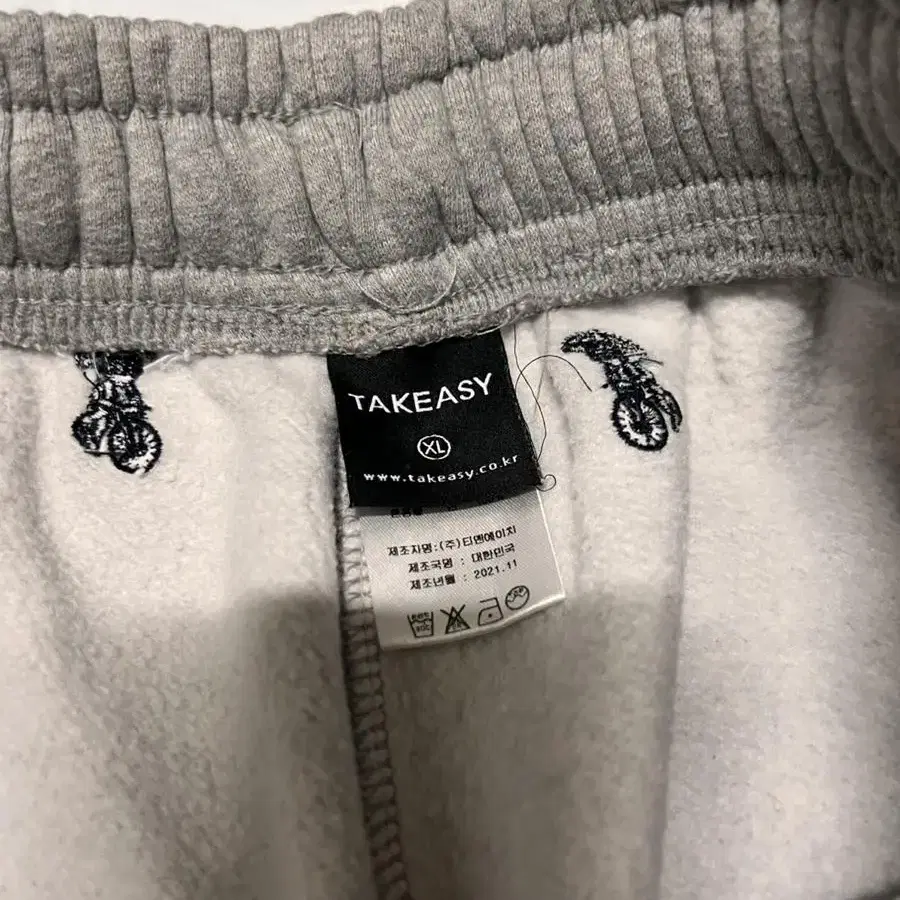 TAKEASY
XL
www.takeasy.co.kr
제조자명:(주)티엔에이치
제조국명 : 대한민국
제조년월 : 2021.11